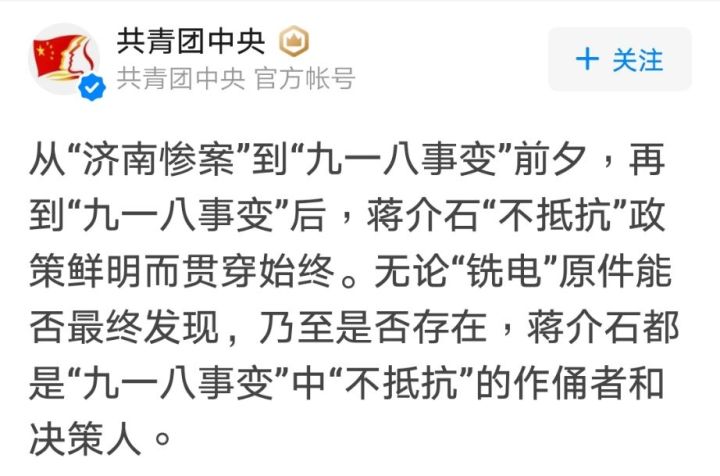 共青团中央
共青团中央 官方帐号
+ 关注
从“济南惨案”到“九一八事变”前夕，再
到“九一八事变”后，蒋介石“不抵抗”政
策鲜明而贯穿始终。无论“铣电”原件能
否最终发现，乃至是否存在，蒋介石都
是“九一八事变”中“不抵抗”的作俑者和
决策人。